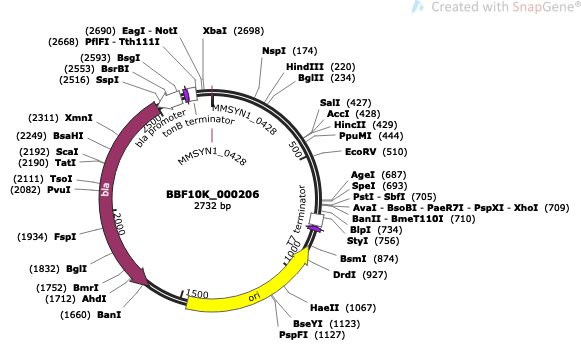 Created with SnapGene®
(2690) EagI - NotI
XbaI (2698)
(2668) PflFI - Tth111I
(2593) BsgI
(2553) BsrBI
(2516) SspI
NspI (174)
HindIII (220)
BglII (234)
SalI (427)
AccI (428)
HincII (429)
PpuMI (444)
EcoRV (510)
AgeI (687)
SpeI (693)
PstI - SbfI (705)
AvaI - BsoBI - PaeR7I - PspXI - XhoI (709)
BanII - BmeT110I (710)
BlpI (734)
StyI (756)
BsmI (874)
DrdI (927)
HaeII (1067)
BseYI (1123)
PspFI (1127)
(2311) XmnI
(2249) BsaHI
(2192) ScaI
(2190) TatI
(2111) TsoI
(2082) PvuI
(1934) FspI
(1832) BglI
(1752) BmrI
(1712) AhdI
(1660) BanI
bla promoter
tonB terminator
MMSYN1_0428
MMSYN1_0428
T7 terminator
bla
ori
500
1000
1500
2000
2500
BBF10K_000206
2732 bp